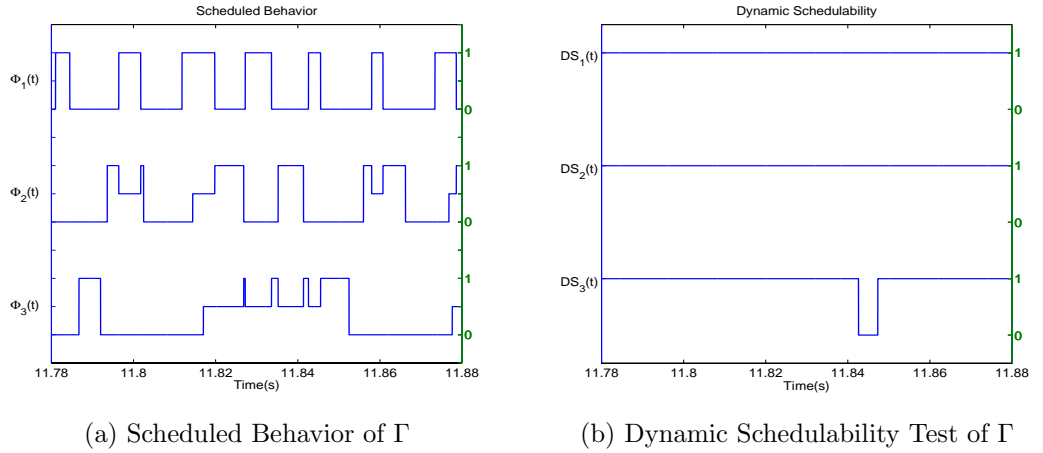 Scheduled Behavior
Φ1(t)
1
0
Φ2(t)
1
0
Φ3(t)
1
0
11.78 11.8 11.82 11.84 11.86 11.88
Time(s)
(a) Scheduled Behavior of Γ
Dynamic Schedulability
DS1(t)
1
0
DS2(t)
1
0
DS3(t)
1
0
11.78 11.8 11.82 11.84 11.86 11.88
Time(s)
(b) Dynamic Schedulability Test of Γ